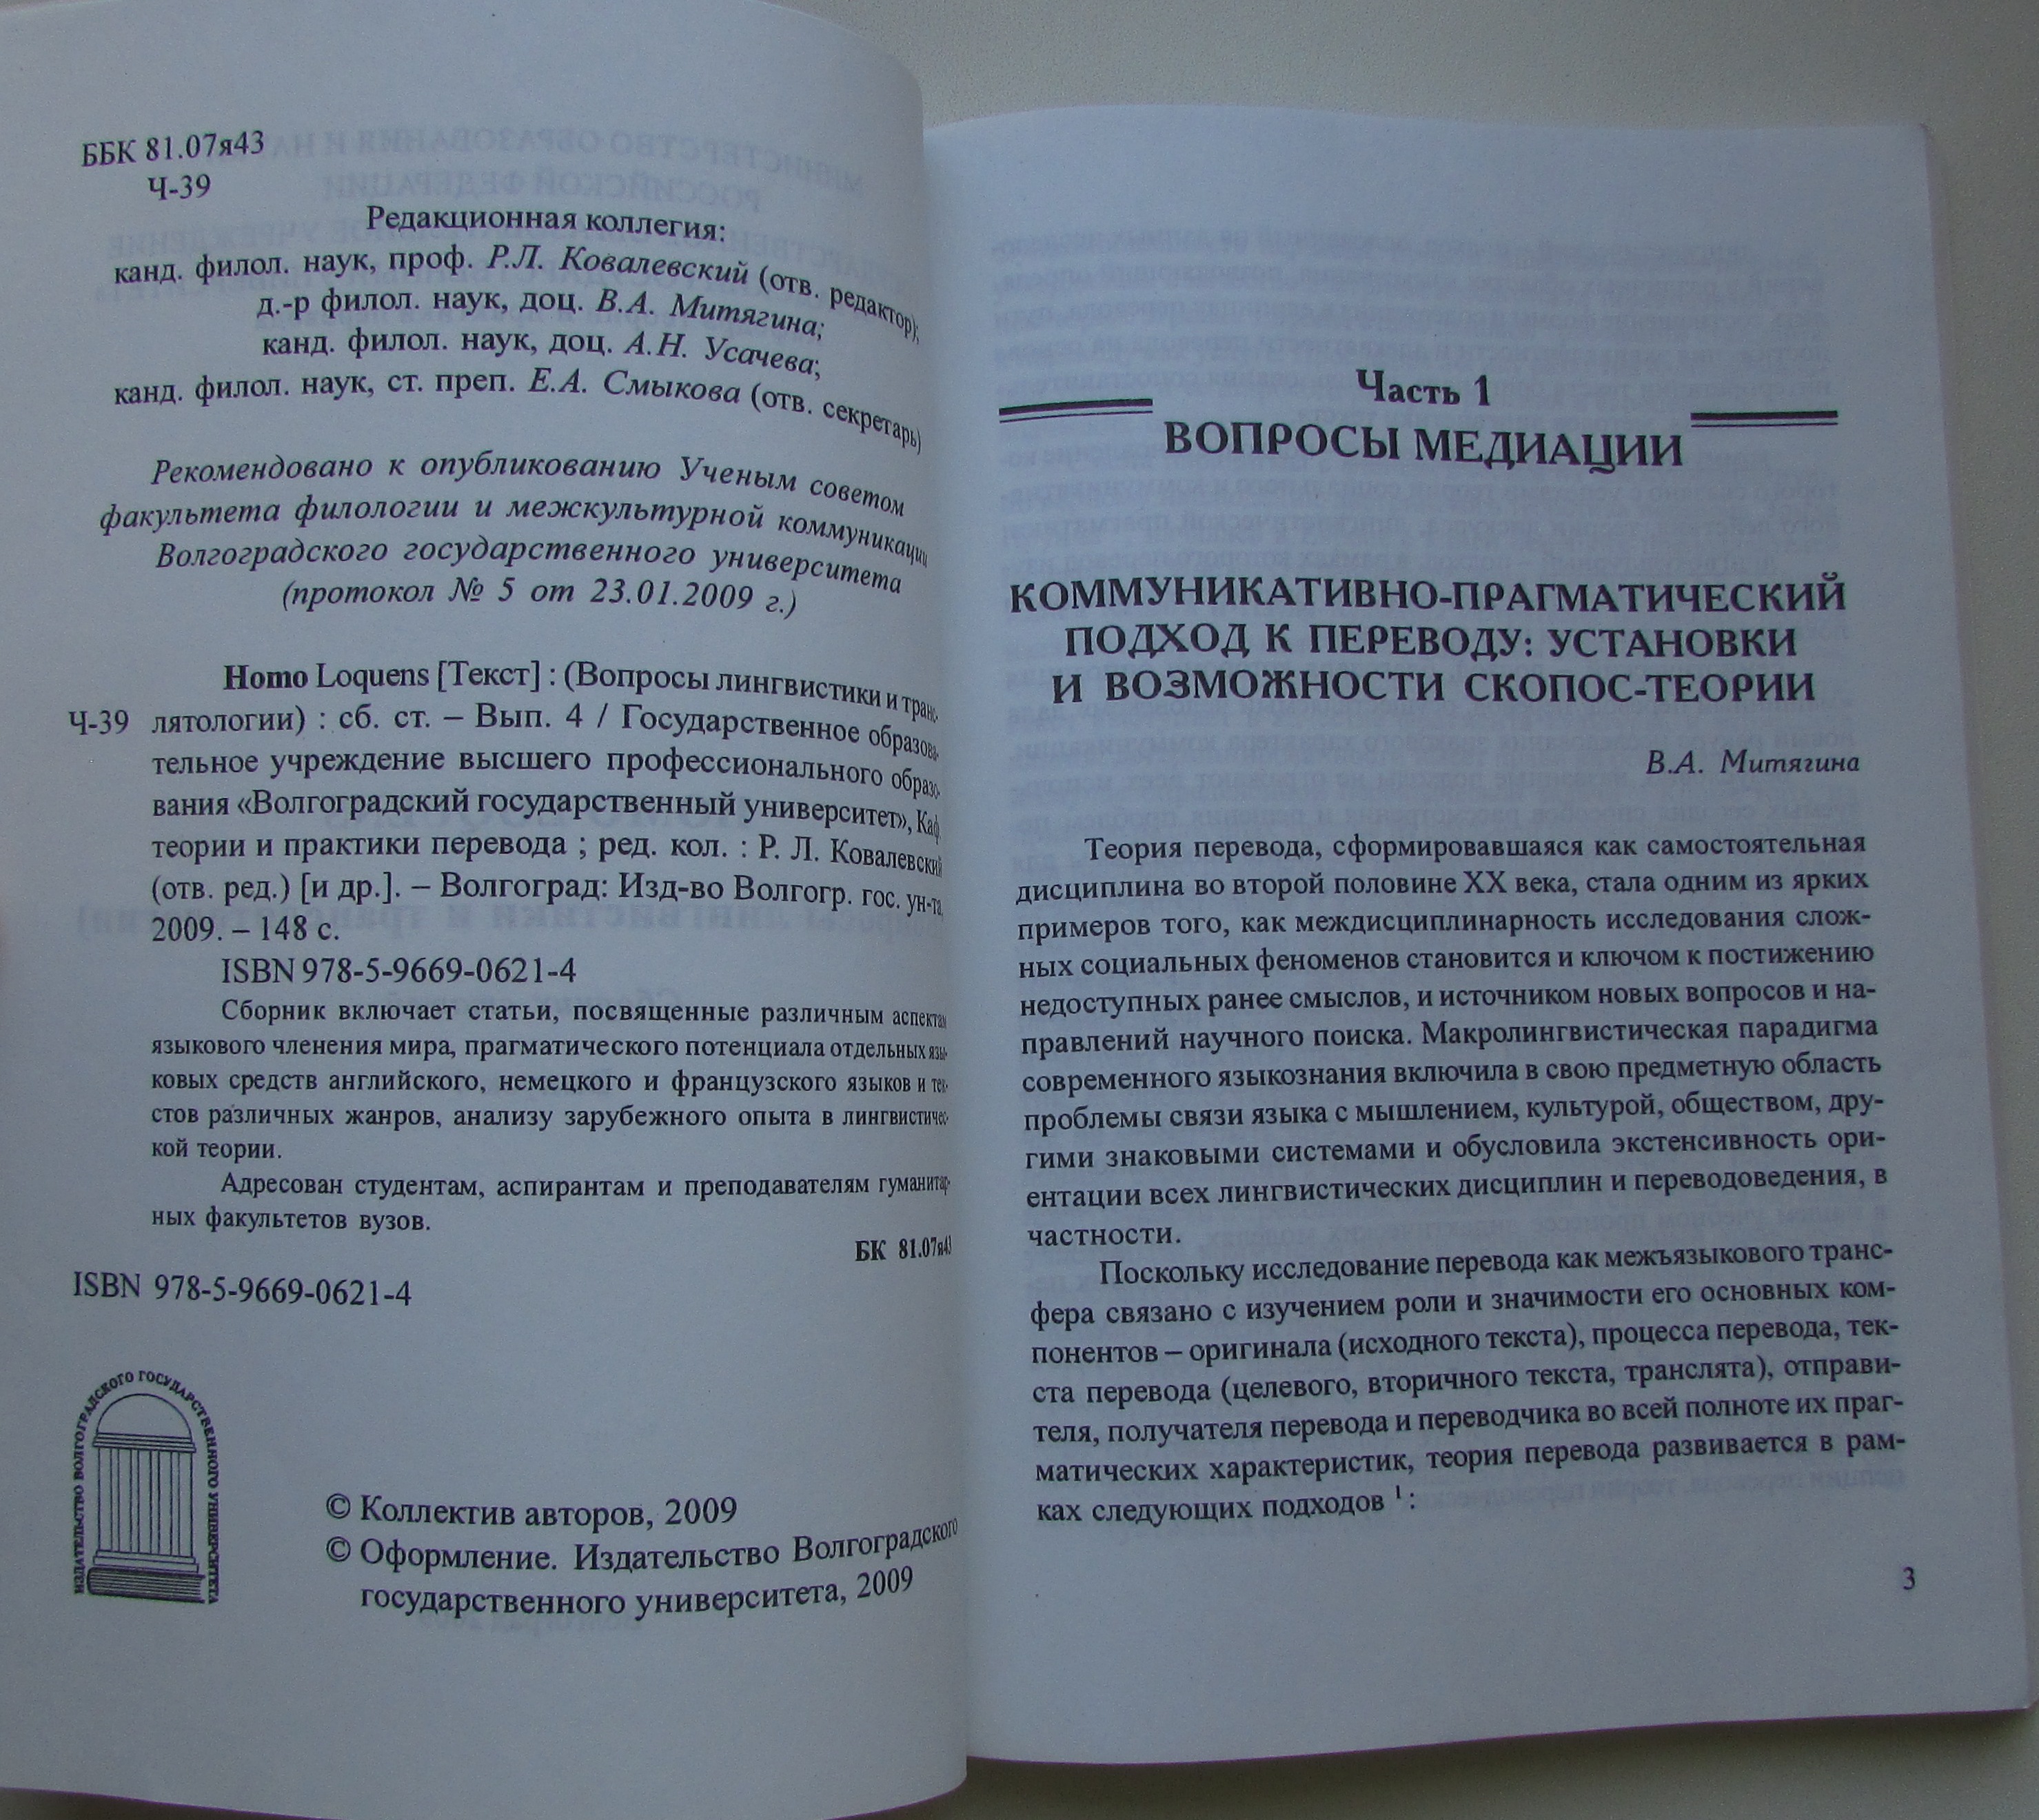 ББК 81.07я43
Ч-39
Редакционная коллегия:
канд. филол. наук, проф. Р.Л. Ковалевский (отв. редактор);
д.-р филол. наук, доц. В.А. Митягина;
канд. филол. наук, доц. А.Н. Усачева;
канд. филол. наук, ст. преп. Е.А. Смыкова (отв. секретарь)
Рекомендовано к опубликованию Ученым советом
факультета филологии и межкультурной коммуникации
Волгоградского государственного университета
(протокол № 5 от 23.01.2009 г.)
Homo Loquens [Текст] : (Вопросы лингвистики и транс-
Ч-39 лятологии) : сб. ст. – Вып. 4 / Государственное образова-
тельное учреждение высшего профессионального образо-
вания «Волгоградский государственный университет», Каф.
теории и практики перевода ; ред. кол. : Р. Л. Ковалевский
(отв. ред.) [и др.]. – Волгоград: Изд-во Волгогр. гос. ун-та,
2009. – 148 с.
ISBN 978-5-9669-0621-4
Сборник включает статьи, посвященные различным аспектам
языкового членения мира, прагматического потенциала отдельных язы-
ковых средств английского, немецкого и французского языков и тек-
стов различных жанров, анализу зарубежного опыта в лингвистичес-
кой теории.
Адресован студентам, аспирантам и преподавателям гуманитар-
ных факультетов вузов.
БК 81.07я43
ISBN 978-5-9669-0621-4
ИЗДАТЕЛЬСТВО ВОЛГОГРАДСКОГО ГОСУДАРСТВЕННОГО УНИВЕРСИТЕТА
© Коллектив авторов, 2009
© Оформление. Издательство Волгоградского
государственного университета, 2009
Часть 1
ВОПРОСЫ МЕДИАЦИИ
КОММУНИКАТИВНО-ПРАГМАТИЧЕСКИЙ
ПОДХОД К ПЕРЕВОДУ: УСТАНОВКИ
И ВОЗМОЖНОСТИ СКОПОС-ТЕОРИИ
В.А. Митягина
Теория перевода, сформировавшаяся как самостоятельная
дисциплина во второй половине XX века, стала одним из ярких
примеров того, как междисциплинарность исследования слож-
ных социальных феноменов становится и ключом к постижению
недоступных ранее смыслов, и источником новых вопросов и на-
правлений научного поиска. Макролингвистическая парадигма
современного языкознания включила в свою предметную область
проблемы связи языка с мышлением, культурой, обществом, дру-
гими знаковыми системами и обусловила экстенсивность ори-
ентации всех лингвистических дисциплин и переводоведения, в
частности.
Поскольку исследование перевода как межъязыкового транс-
фера связано с изучением роли и значимости его основных ком-
понентов – оригинала (исходного текста), процесса перевода, тек-
ста перевода (целевого, вторичного текста, транслята), отправи-
теля, получателя перевода и переводчика во всей полноте их праг-
матических характеристик, теория перевода развивается в рам-
ках следующих подходов ¹:
3